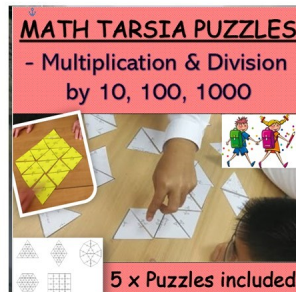 MATH TARSIA PUZZLES
- Multiplication & Division
by 10, 100, 1000
5 x Puzzles included